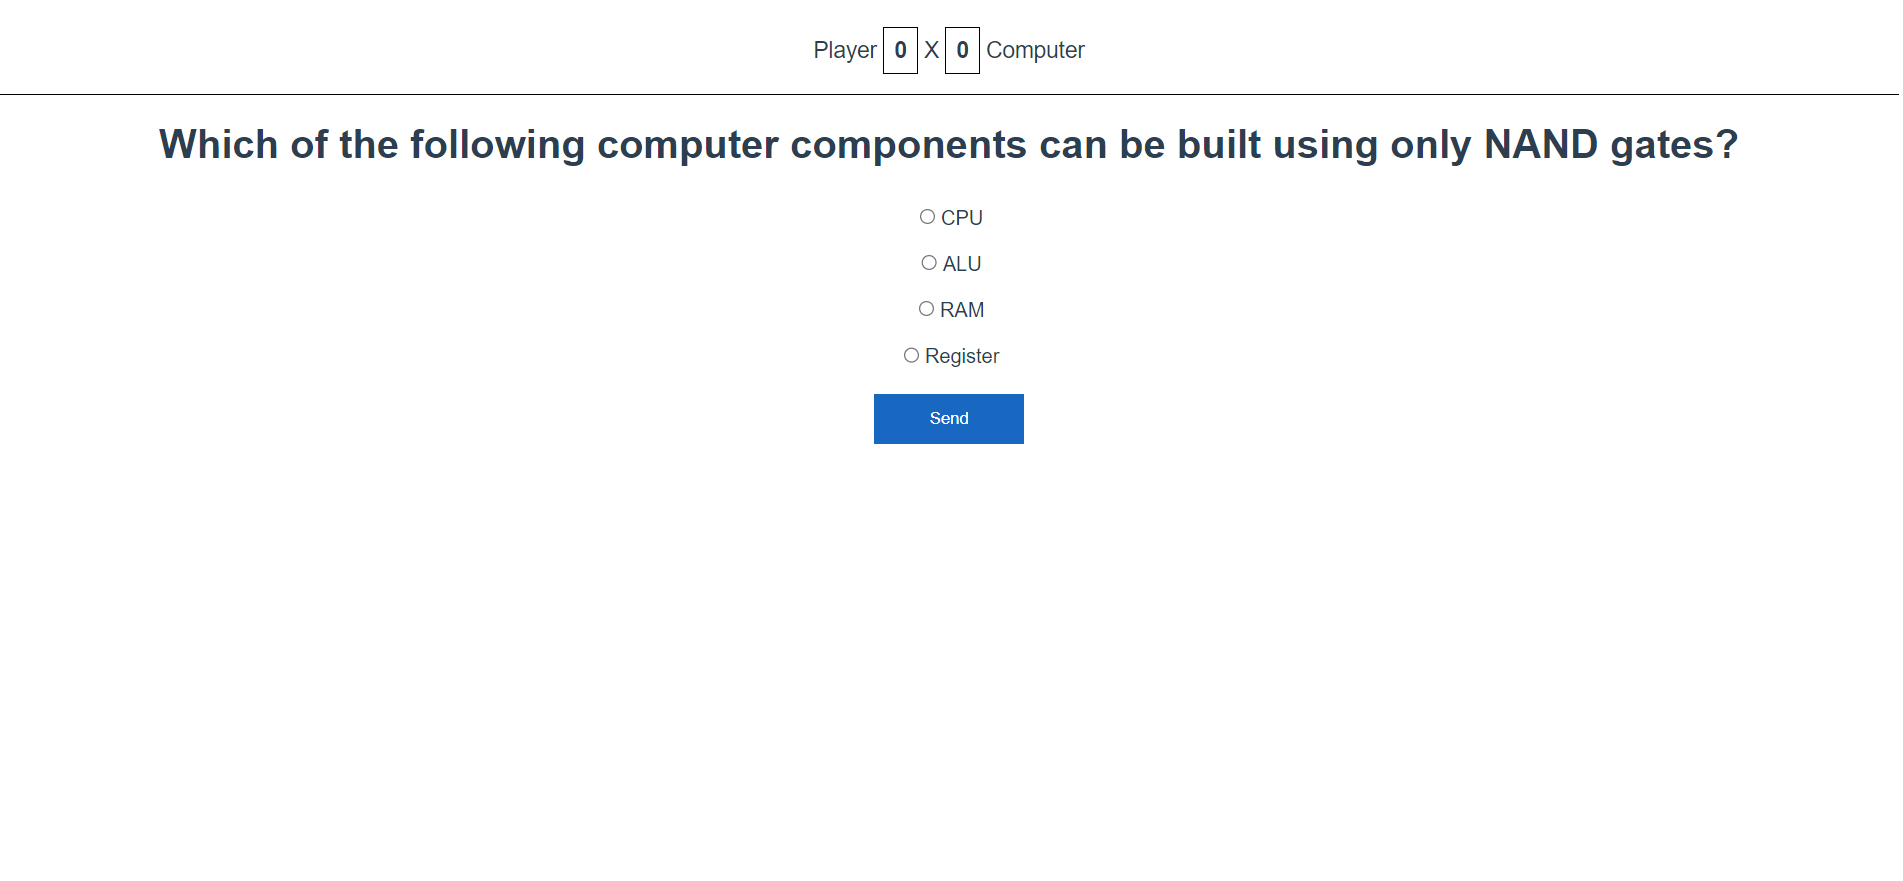 Player 0 X 0 Computer
Which of the following computer components can be built using only NAND gates?
CPU
ALU
RAM
Register
Send